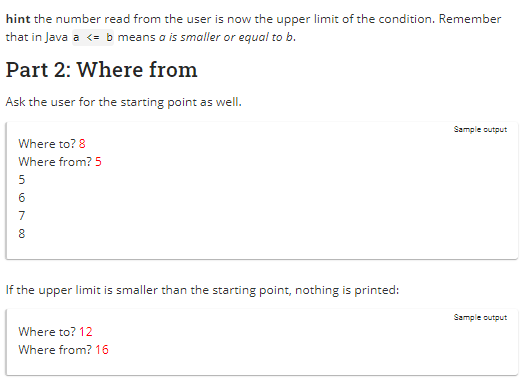 hint the number read from the user is now the upper limit of the condition. Remember
that in Java a <= b means a is smaller or equal to b.
Part 2: Where from
Ask the user for the starting point as well.
Sample output
Where to? 8
Where from? 5
5
6
7
8
If the upper limit is smaller than the starting point, nothing is printed:
Sample output
Where to? 12
Where from? 16